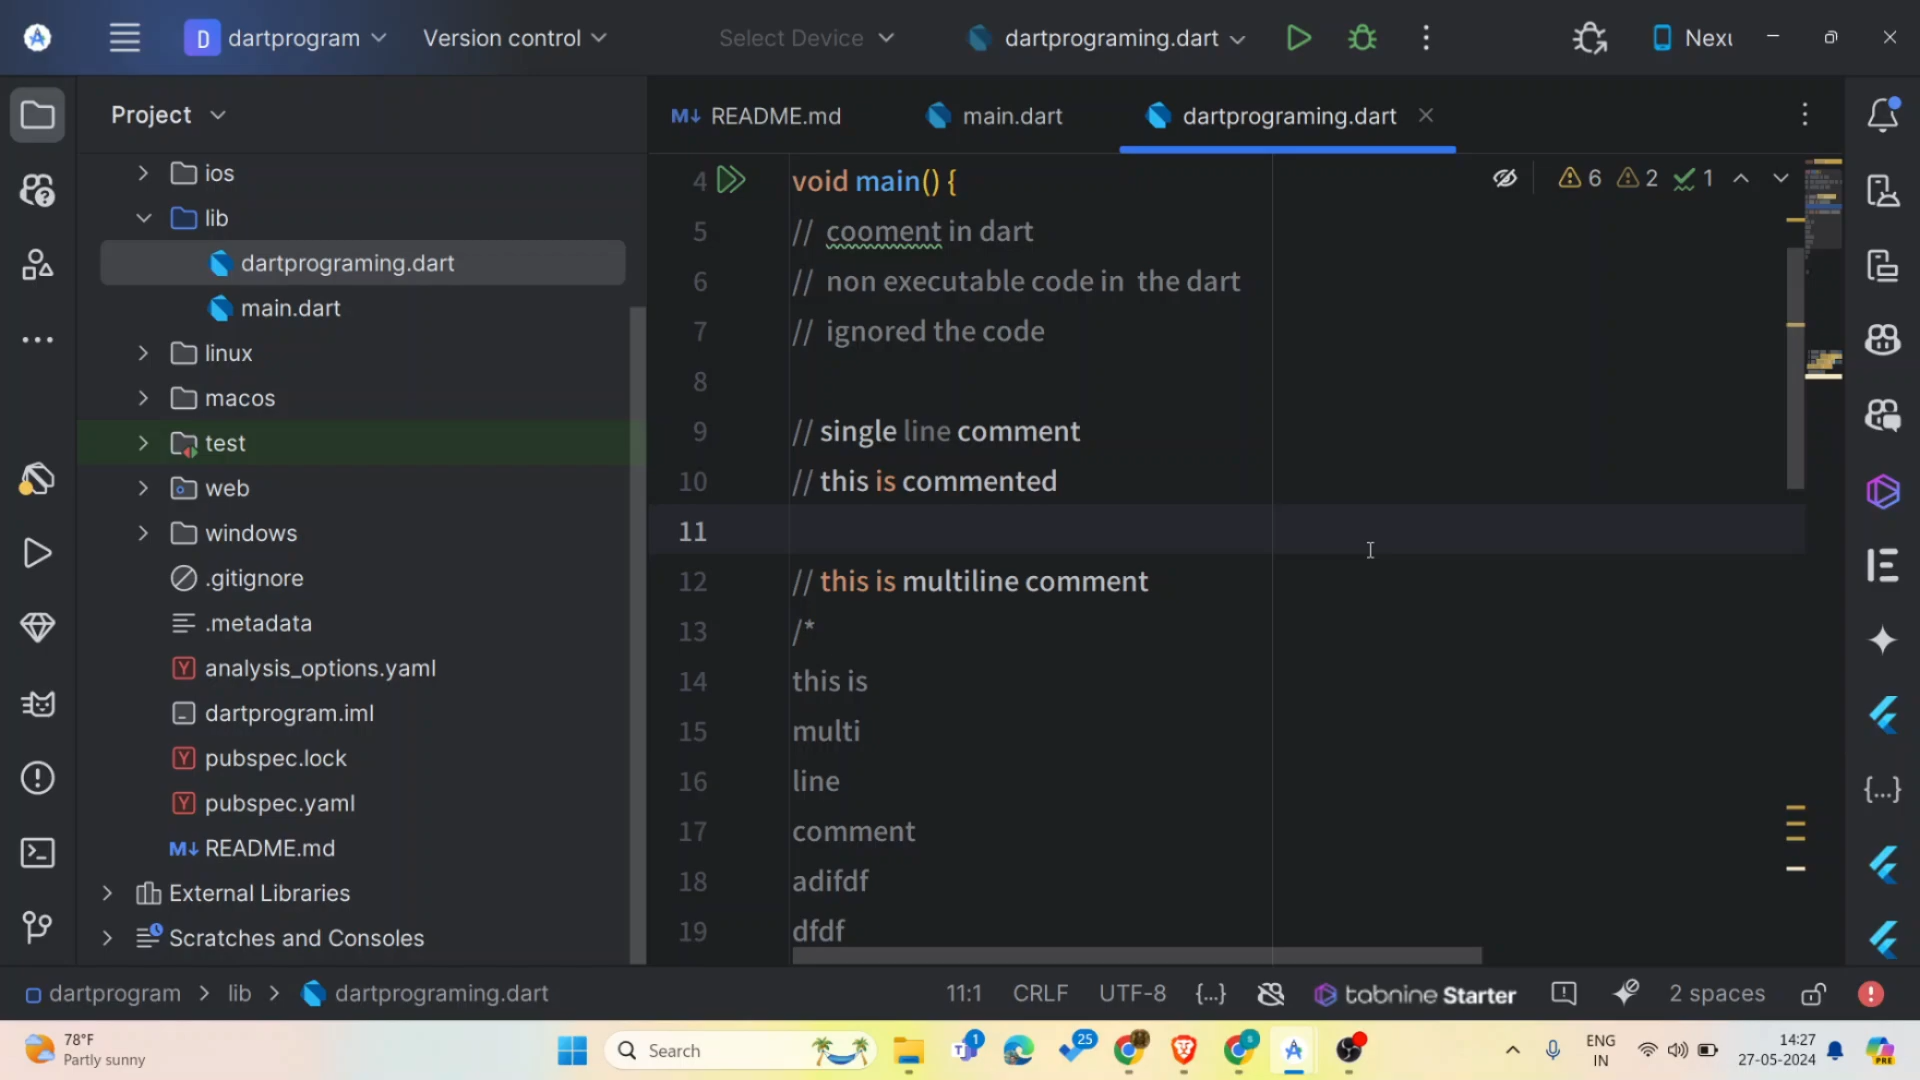 D dartprogram Version control Select Device dartprograming.dart Nexu
Project
ios
lib
dartprograming.dart
main.dart
linux
macos
test
web
windows
.gitignore
.metadata
Y analysis_options.yaml
dartprogram.iml
Y pubspec.lock
Y pubspec.yaml
M↓ README.md
External Libraries
Scratches and Consoles
M↓ README.md main.dart dartprograming.dart
6 2 1
4 void main() {
5 // cooment in dart
6 // non executable code in  the dart
7 // ignored the code
8
9 // single line comment
10 // this is commented
11
12 // this is multiline comment
13 /*
14 this is
15 multi
16 line
17 comment
18 adifdf
19 dfdf
dartprogram > lib > dartprograming.dart 11:1 CRLF UTF-8 {...} tabnine Starter 2 spaces
78°F
Partly sunny
Search
1
25
ENG
IN
14:27
27-05-2024
PRE